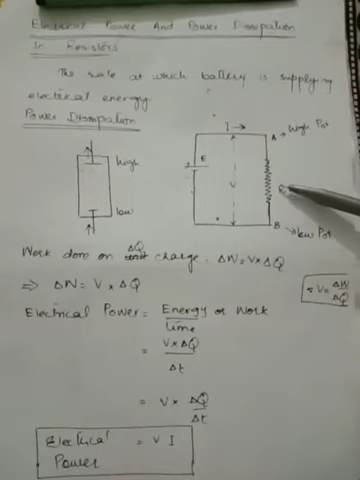 Electrical Power And Power Dissipation
In Resistors
The rate at which battery is supplying
electrical energy
Power Dissipation
I →
A → high Pot
high
E
V
R
low
B → low Pot.
Work done on ΔQ charge, ΔW = V × ΔQ
⇒ ΔW = V × ΔQ
∵ V = ΔW
ΔQ
Electrical Power = Energy or Work
time
= V × ΔQ
Δt
= V × ΔQ
Δt
Electrical = V I
Power